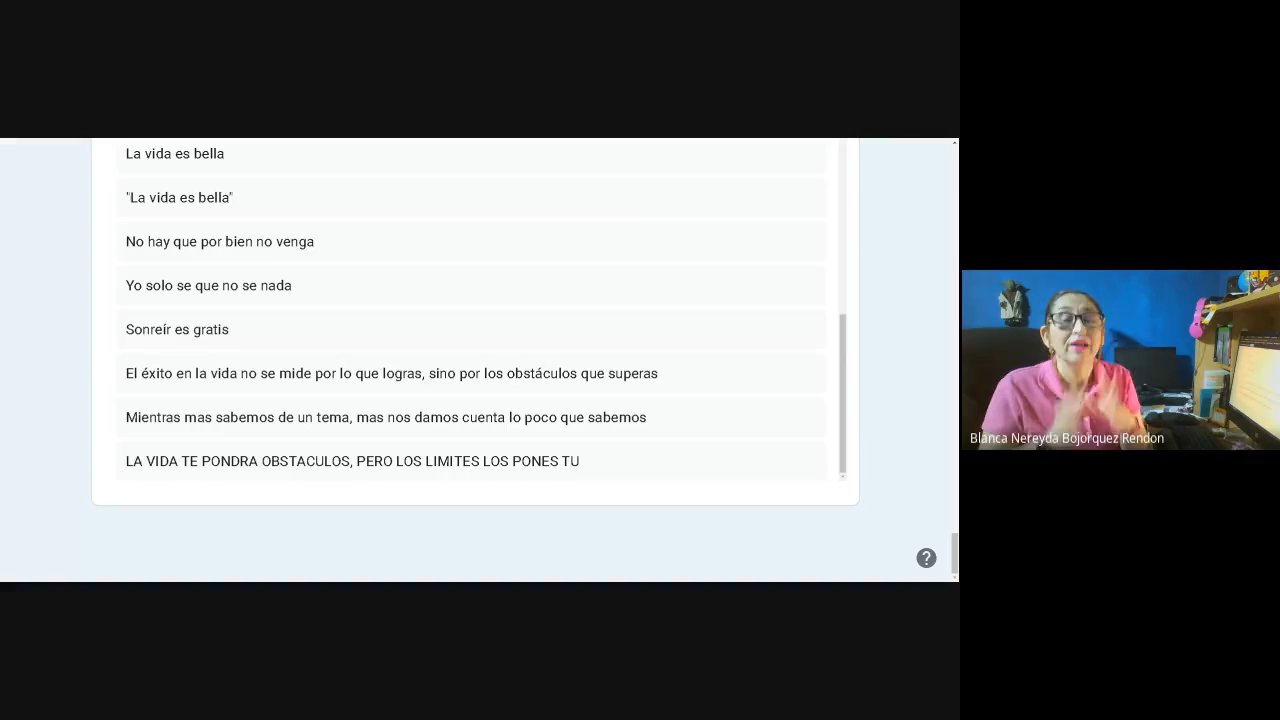 La vida es bella
"La vida es bella"
No hay que por bien no venga
Yo solo se que no se nada
Sonreír es gratis
El éxito en la vida no se mide por lo que logras, sino por los obstáculos que superas
Mientras mas sabemos de un tema, mas nos damos cuenta lo poco que sabemos
LA VIDA TE PONDRA OBSTACULOS, PERO LOS LIMITES LOS PONES TU
?
Blanca Nereyda Bojorquez Rendon